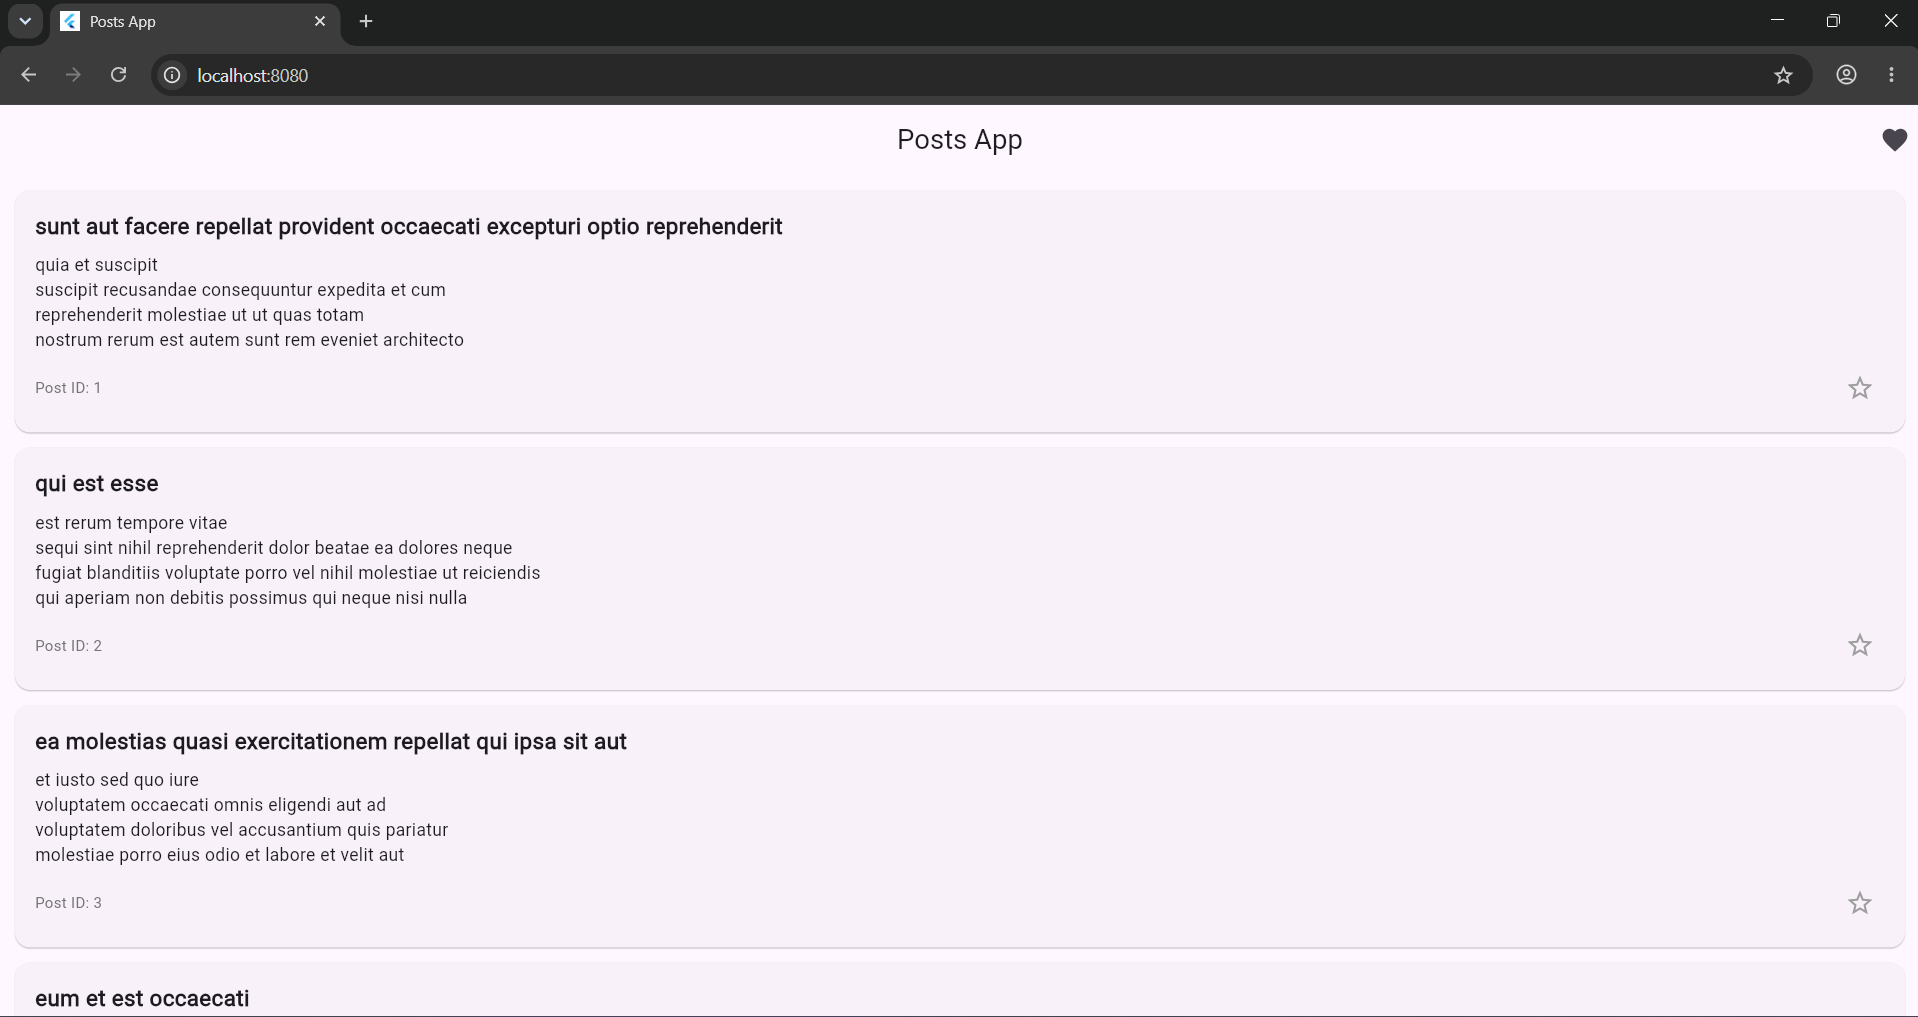 Posts App
localhost:8080
Posts App
sunt aut facere repellat provident occaecati excepturi optio reprehenderit
quia et suscipit
suscipit recusandae consequuntur expedita et cum
reprehenderit molestiae ut ut quas totam
nostrum rerum est autem sunt rem eveniet architecto
Post ID: 1
qui est esse
est rerum tempore vitae
sequi sint nihil reprehenderit dolor beatae ea dolores neque
fugiat blanditiis voluptate porro vel nihil molestiae ut reiciendis
qui aperiam non debitis possimus qui neque nisi nulla
Post ID: 2
ea molestias quasi exercitationem repellat qui ipsa sit aut
et iusto sed quo iure
voluptatem occaecati omnis eligendi aut ad
voluptatem doloribus vel accusantium quis pariatur
molestiae porro eius odio et labore et velit aut
Post ID: 3
eum et est occaecati